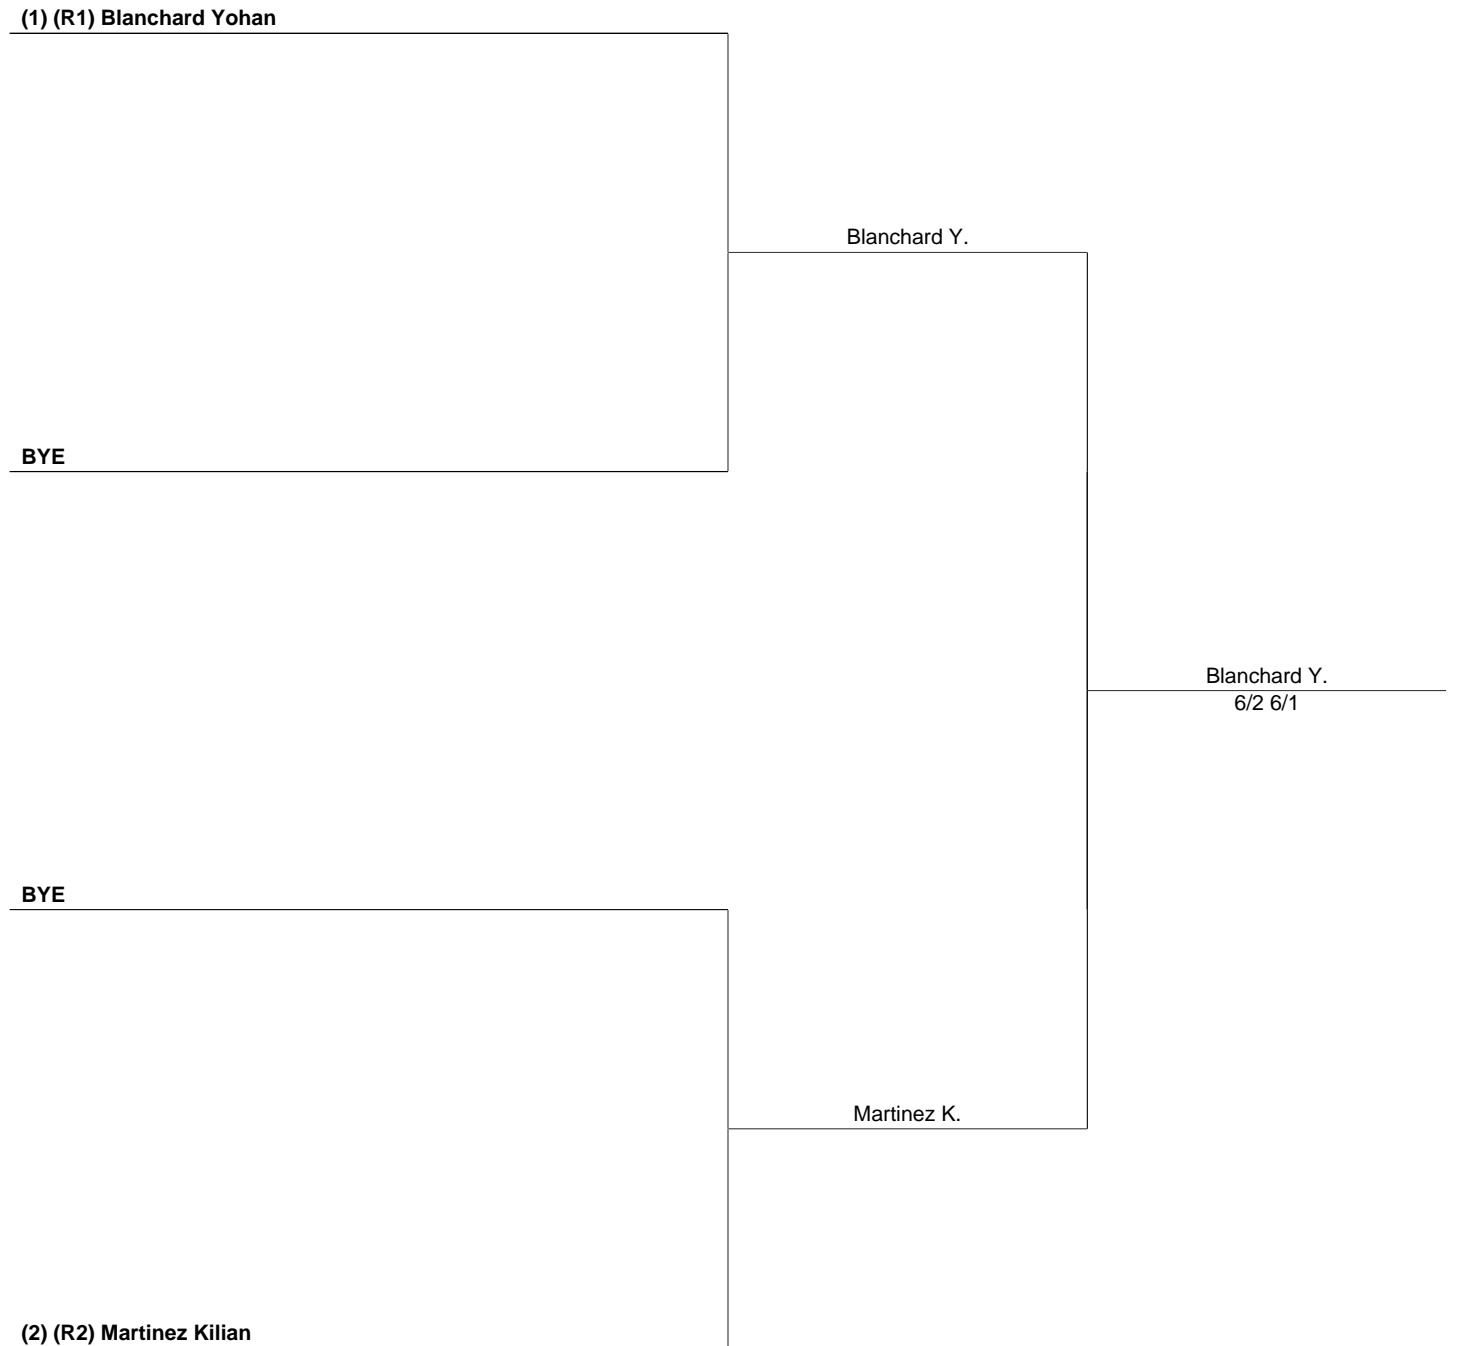 (1) (R1) Blanchard Yohan
Blanchard Y.
BYE
Blanchard Y.
6/2 6/1
BYE
Martinez K.
(2) (R2) Martinez Kilian